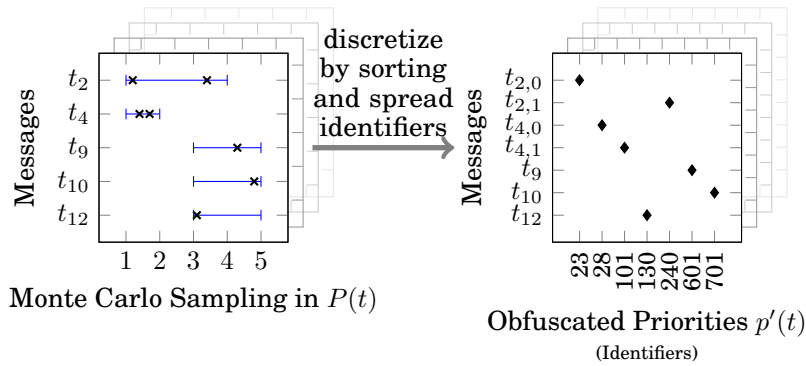 discretize
by sorting
and spread
identifiers
Messages
t2
t4
t9
t10
t12
1 2 3 4 5
Monte Carlo Sampling in P(t)
Messages
t2,0
t2,1
t4,0
t4,1
t9
t10
t12
23 28 101 130 240 601 701
Obfuscated Priorities p′(t)
(Identifiers)